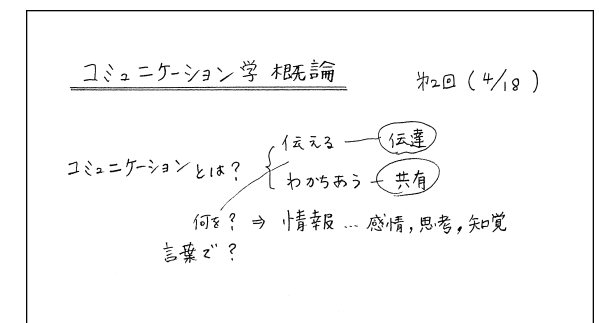 コミュニケーション学 概論 第2回 (4/18)
伝える ― 伝達
コミュニケーションとは?
わかちあう ― 共有
何を? ⇒ 情報 … 感情, 思考, 知覚
言葉で?